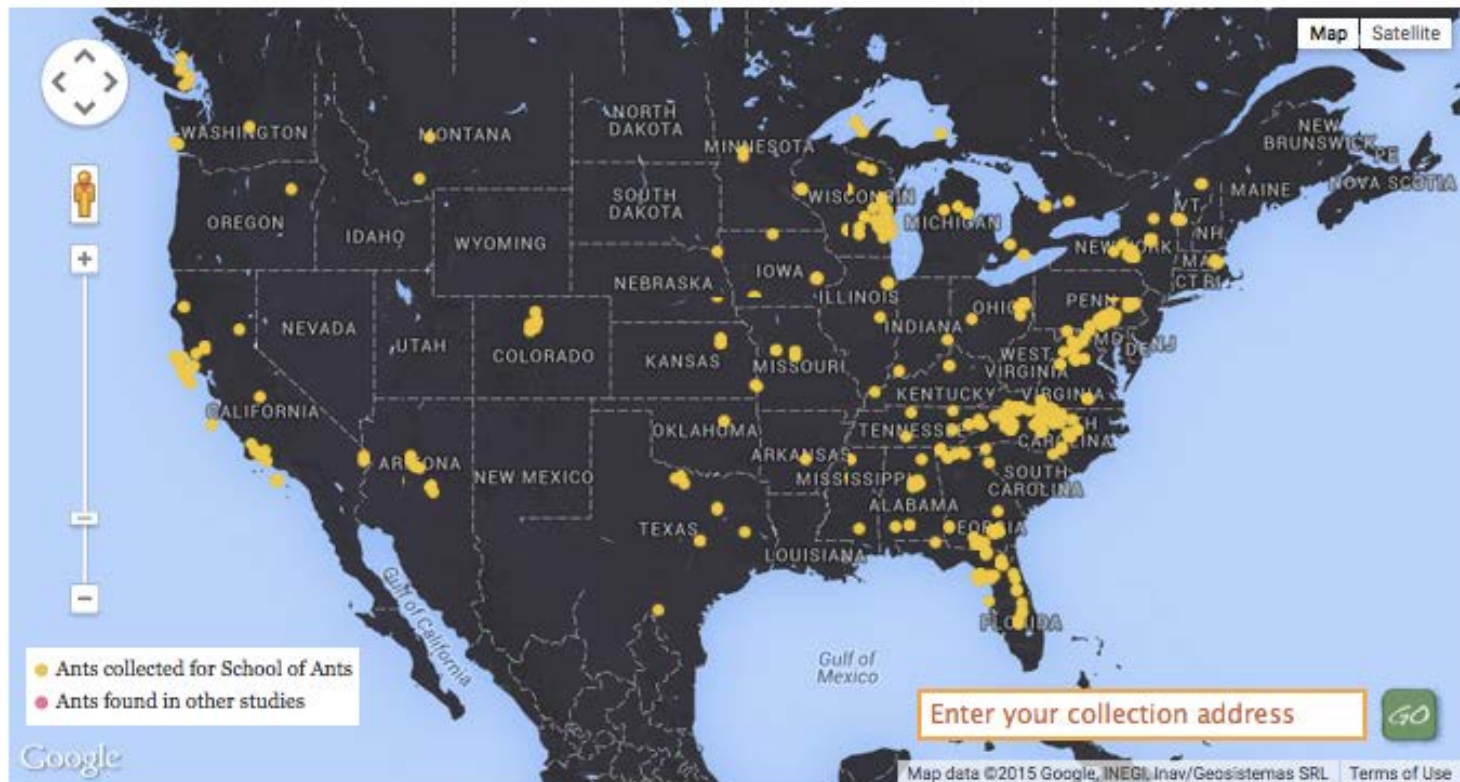 Map Satellite
NORTH
DAKOTA
WASHINGTON
MONTANA
MINNESOTA
NEW
BRUNSWICK
PE
NOVA SCOTIA
MAINE
SOUTH
DAKOTA
WISCONSIN
MICHIGAN
VT
NH
OREGON
IDAHO
WYOMING
NEW YORK
MA
CT RI
NEBRASKA
IOWA
ILLINOIS
INDIANA
OHIO
PENN
NEVADA
UTAH
COLORADO
KANSAS
MISSOURI
WEST
VIRGINIA
MD
DE
NJ
KENTUCKY
VIRGINIA
CALIFORNIA
ARIZONA
NEW MEXICO
OKLAHOMA
ARKANSAS
TENNESSEE
CAROLINA
MISSISSIPPI
SOUTH
CAROLINA
ALABAMA
GEORGIA
TEXAS
LOUISIANA
FLORIDA
Gulf of California
Gulf of
Mexico
Ants collected for School of Ants
Ants found in other studies
Enter your collection address
GO
Google
Map data ©2015 Google, INEGI, Inav/Geosistemas SRL Terms of Use